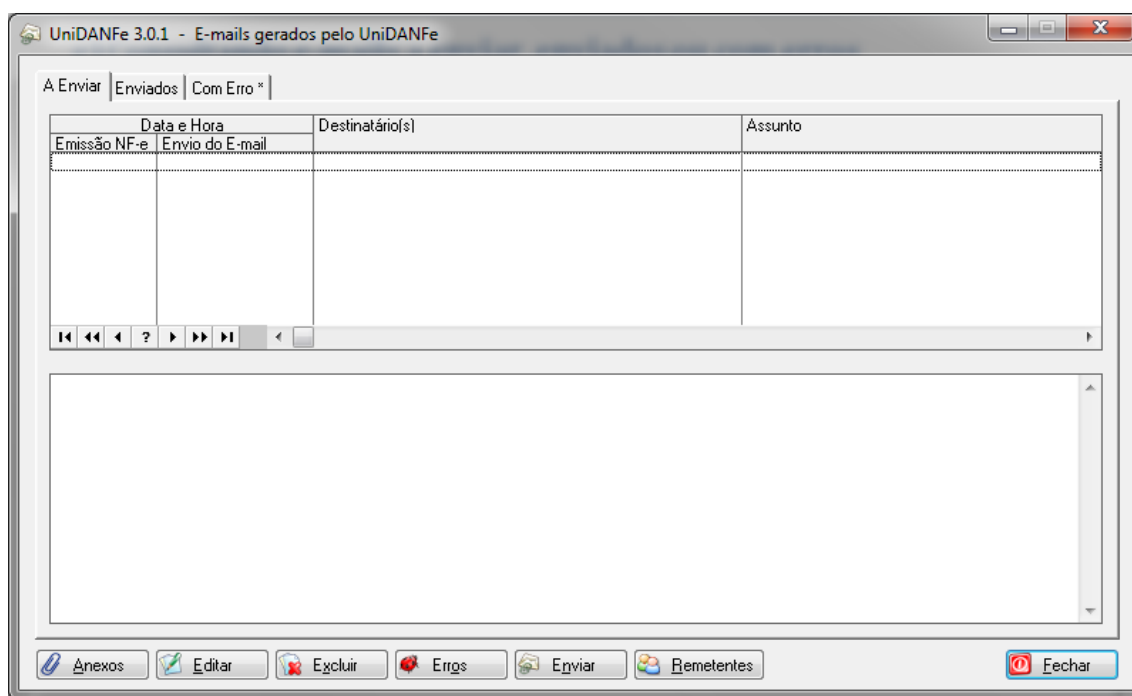 UniDANFe 3.0.1 - E-mails gerados pelo UniDANFe
A Enviar Enviados Com Erro *
Data e Hora Destinatário(s) Assunto
Emissão NF-e Envio do E-mail
?
Anexos Editar Excluir Erros Enviar Remetentes Fechar